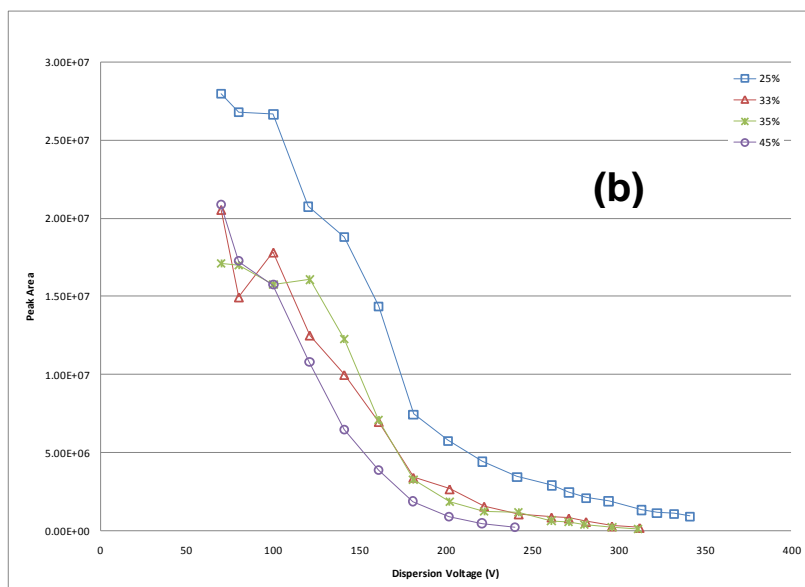 3.00E+07
2.50E+07
2.00E+07
1.50E+07
1.00E+07
5.00E+06
0.00E+00
Peak Area
25%
33%
35%
45%
(b)
0 50 100 150 200 250 300 350 400
Dispersion Voltage (V)